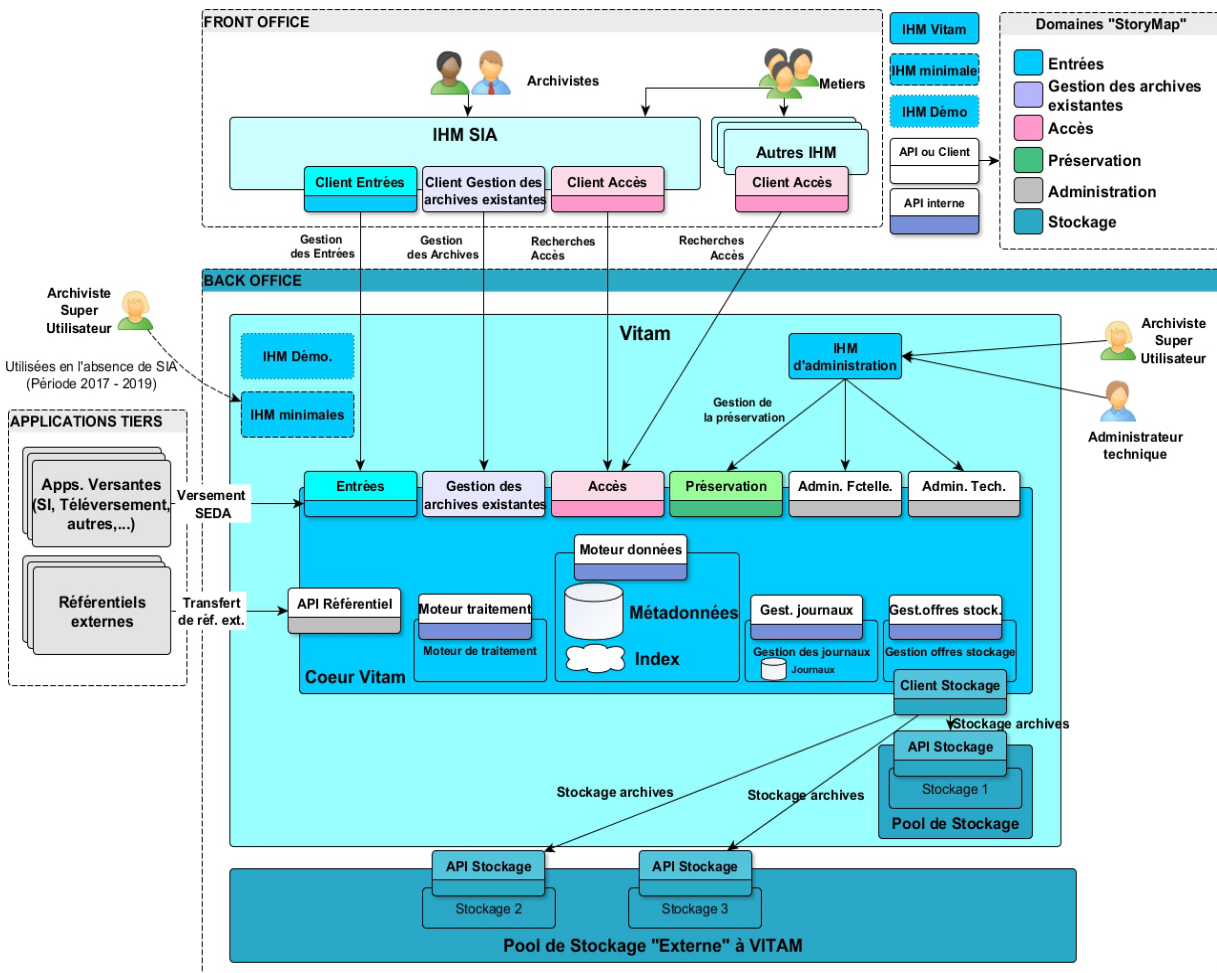 FRONT OFFICE
Archivistes
Metiers
IHM SIA
Autres IHM
Client Entrées
Client Gestion des
archives existantes
Client Accès
Client Accès
IHM Vitam
IHM minimale
IHM Démo
API ou Client
API interne
Domaines "StoryMap"
Entrées
Gestion des archives
existantes
Accès
Préservation
Administration
Stockage
Gestion
des Entrées
Gestion
des Archives
Recherches
Accès
Recherches
Accès
BACK OFFICE
Archiviste
Super
Utilisateur
Utilisées en l'absence de SIA
(Période 2017 - 2019)
Vitam
IHM Démo.
IHM minimales
IHM
d'administration
Archiviste
Super
Utilisateur
Administrateur
technique
Gestion de
la préservation
APPLICATIONS TIERS
Apps. Versantes
(SI, Téléversement,
autres,...)
Versement
SEDA
Référentiels
externes
Transfert
de réf. ext.
Entrées
Gestion des
archives existantes
Accès
Préservation
Admin. Fctelle.
Admin. Tech.
API Référentiel
Moteur traitement
Moteur de traitement
Moteur données
Métadonnées
Index
Gest. journaux
Gestion des journaux
Journaux
Gest.offres stock.
Gestion offres stockage
Coeur Vitam
Client Stockage
Stockage archives
API Stockage
Stockage 1
Pool de Stockage
Stockage archives
Stockage archives
API Stockage
Stockage 2
API Stockage
Stockage 3
Pool de Stockage "Externe" à VITAM